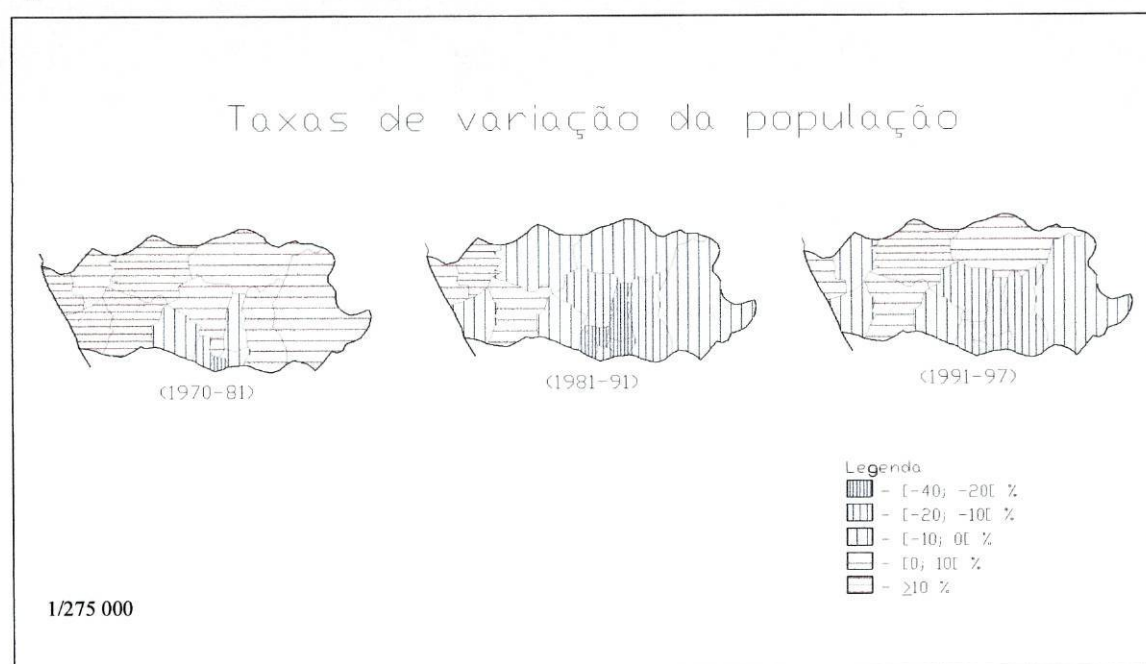 Taxas de variação da população
(1970-81)
(1981-91)
(1991-97)
Legenda
- [-40; -20[ %
- [-20; -10[ %
- [-10; 0[ %
- [0; 10[ %
- ≥10 %
1/275 000